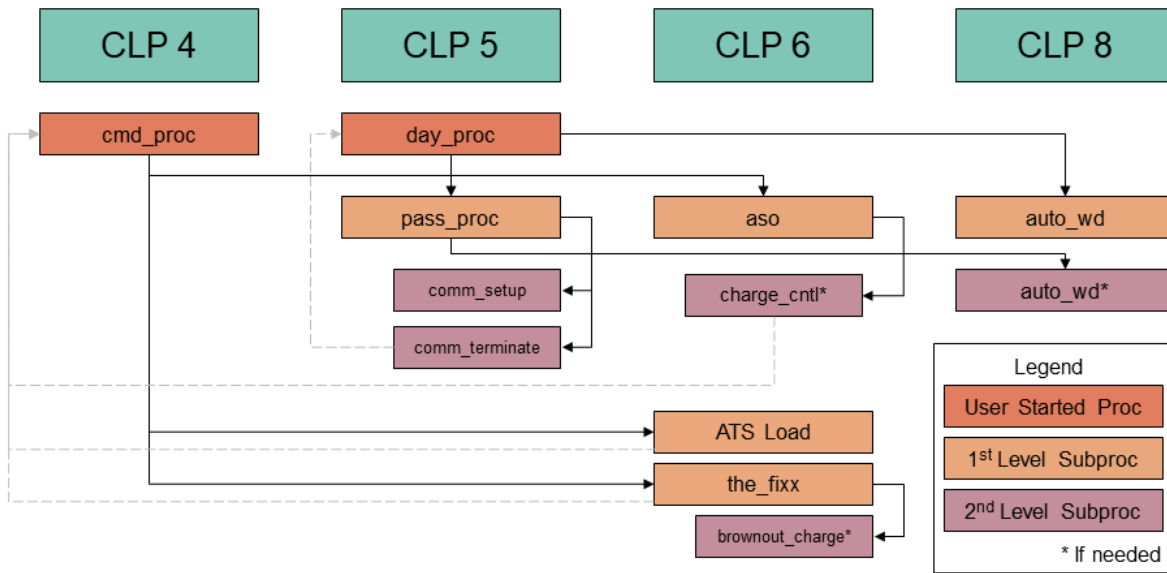 CLP 4
CLP 5
CLP 6
CLP 8
cmd_proc
day_proc
pass_proc
aso
auto_wd
comm_setup
charge_cntl*
auto_wd*
comm_terminate
ATS Load
the_fixx
brownout_charge*
Legend
User Started Proc
1st Level Subproc
2nd Level Subproc
* If needed